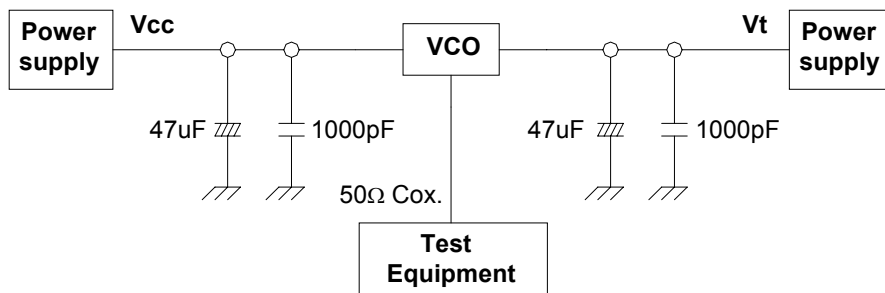 Power
supply
Vcc
VCO
Vt
Power
supply
47uF
1000pF
47uF
1000pF
50Ω Cox.
Test
Equipment